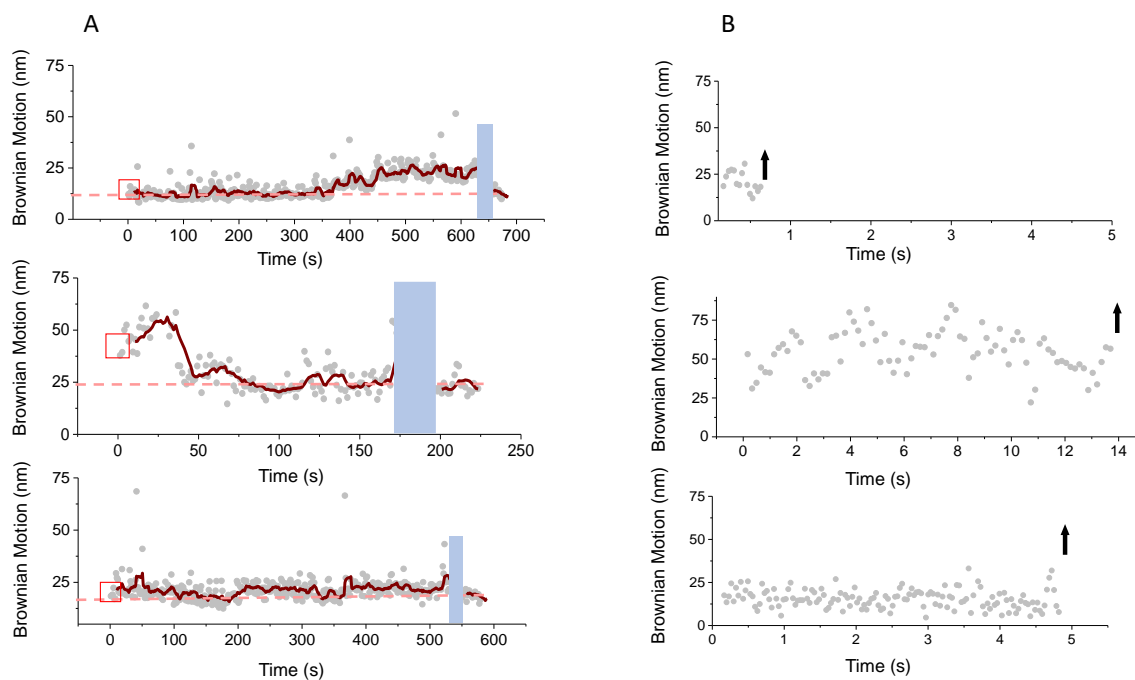 A
Brownian Motion (nm)
75
50
25
0
0 100 200 300 400 500 600 700
Time (s)
Brownian Motion (nm)
75
50
25
0
0 50 100 150 200 250
Time (s)
Brownian Motion (nm)
75
50
25
0 100 200 300 400 500 600
Time (s)
B
Brownian Motion (nm)
75
50
25
0
1 2 3 4 5
Time (s)
Brownian Motion (nm)
75
50
25
0
0 2 4 6 8 10 12 14
Time (s)
Brownian Motion (nm)
75
50
25
0
0 1 2 3 4 5
Time (s)